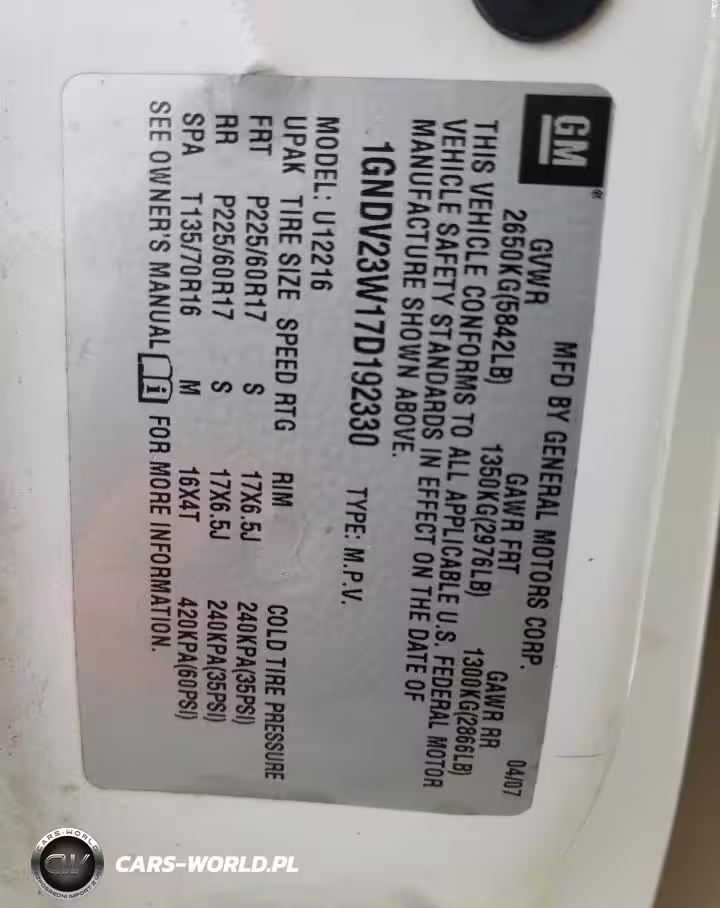 GM®
MFD BY GENERAL MOTORS CORP. 04/07
GVWR GAWR FRT GAWR RR
2650KG(5842LB) 1350KG(2976LB) 1300KG(2866LB)
THIS VEHICLE CONFORMS TO ALL APPLICABLE U.S. FEDERAL MOTOR
VEHICLE SAFETY STANDARDS IN EFFECT ON THE DATE OF
MANUFACTURE SHOWN ABOVE.
1GNDV23W17D192330 TYPE: M.P.V.
MODEL: U12216
UPAK TIRE SIZE SPEED RTG RIM COLD TIRE PRESSURE
FRT P225/60R17 S 17X6.5J 240KPA(35PSI)
RR P225/60R17 S 17X6.5J 240KPA(35PSI)
SPA T135/70R16 M 16X4T 420KPA(60PSI)
SEE OWNER'S MANUAL i FOR MORE INFORMATION.
CARS-WORLD
CW
CARS-WORLD.PL